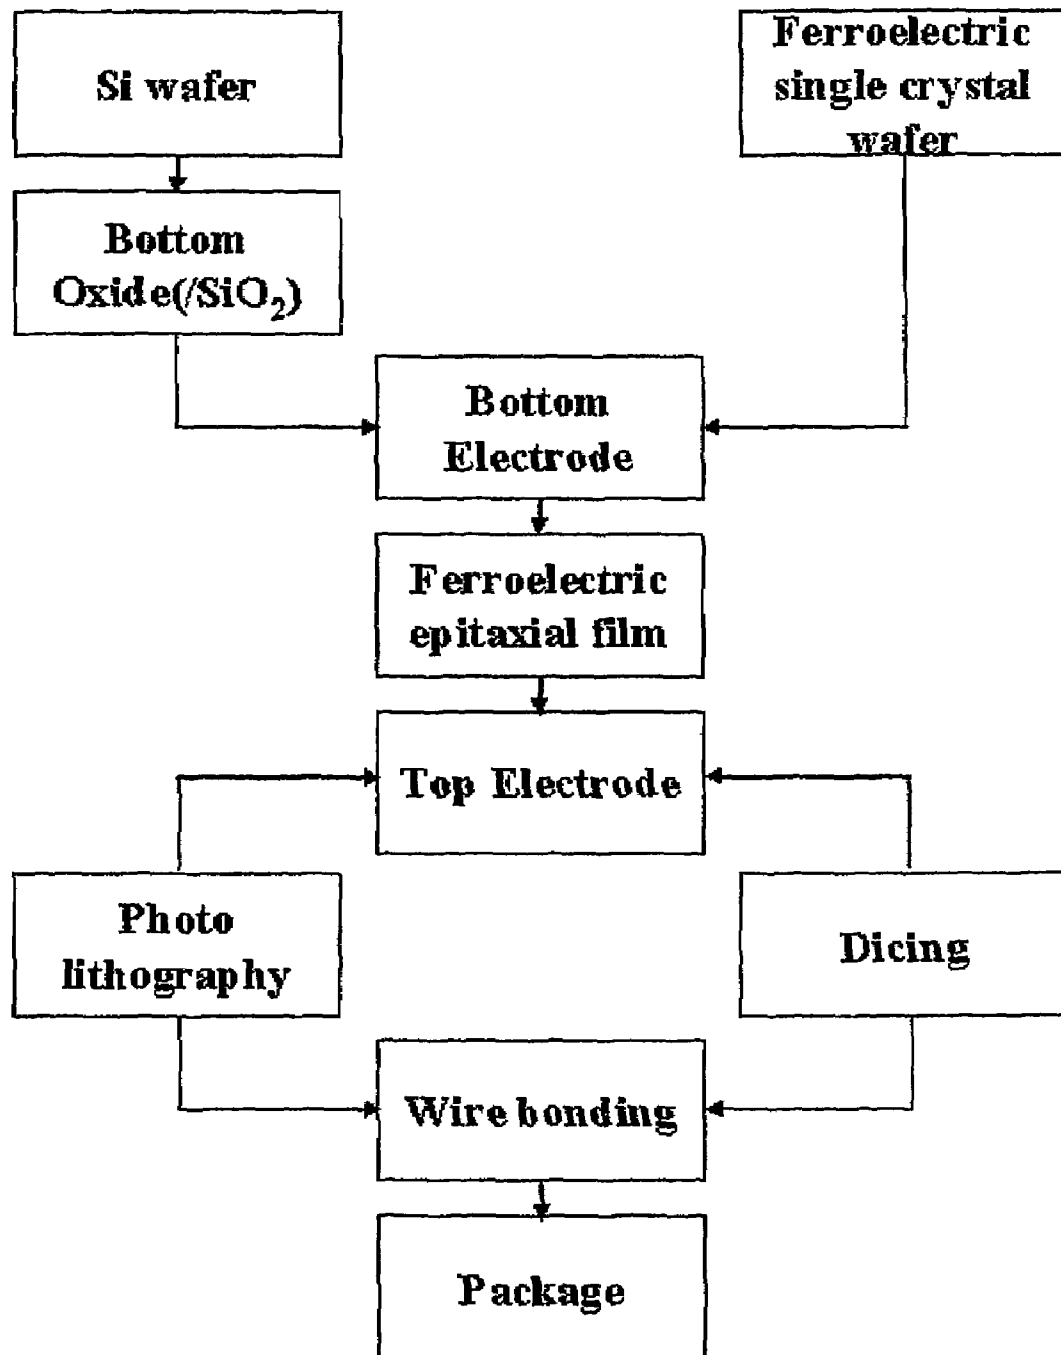 Si wafer
Ferroelectric
single crystal
wafer
Bottom
Oxide(/SiO₂)
Bottom
Electrode
Ferroelectric
epitaxial film
Top Electrode
Photo
lithography
Dicing
Wire bonding
Package